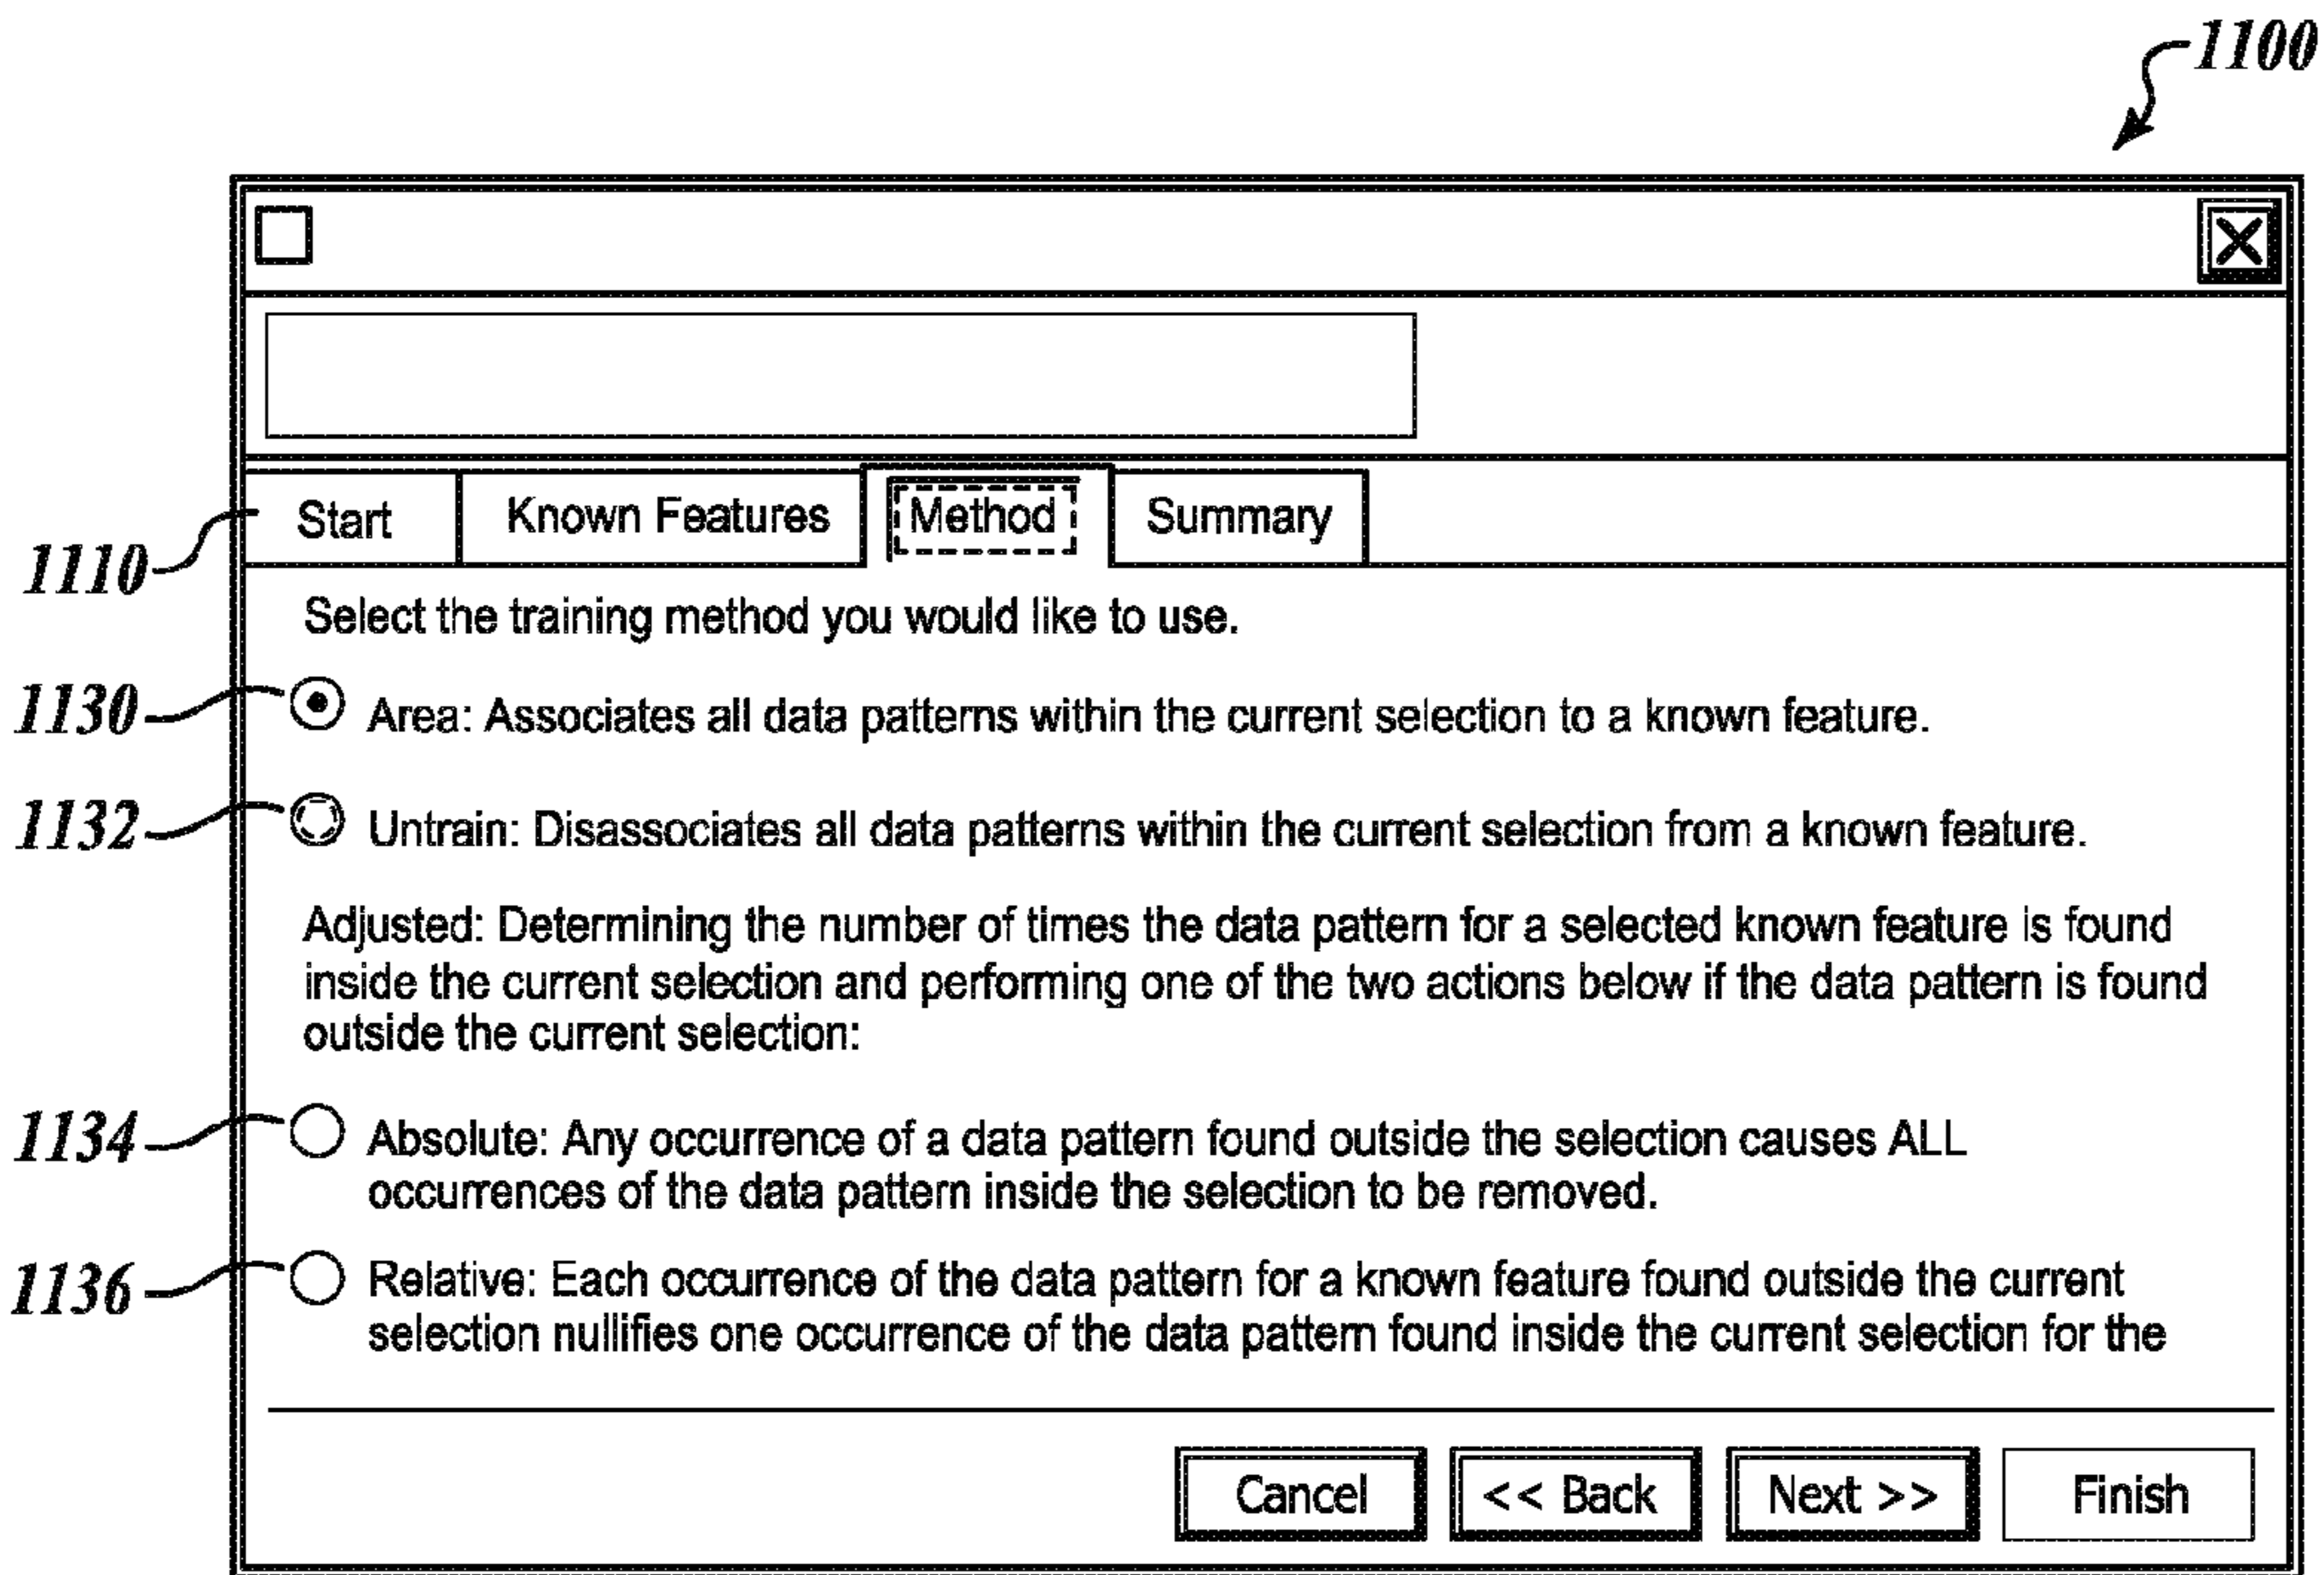 1100
Start Known Features Method Summary
1110
Select the training method you would like to use.
1130 Area: Associates all data patterns within the current selection to a known feature.
1132 Untrain: Disassociates all data patterns within the current selection from a known feature.
Adjusted: Determining the number of times the data pattern for a selected known feature is found
inside the current selection and performing one of the two actions below if the data pattern is found
outside the current selection:
1134 Absolute: Any occurrence of a data pattern found outside the selection causes ALL
occurrences of the data pattern inside the selection to be removed.
1136 Relative: Each occurrence of the data pattern for a known feature found outside the current
selection nullifies one occurrence of the data pattern found inside the current selection for the
Cancel << Back Next >> Finish